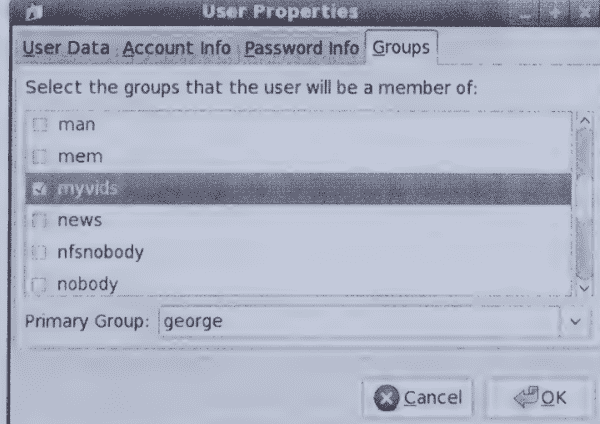 User Properties
User Data Account Info Password Info Groups
Select the groups that the user will be a member of:
man
mem
myvids
news
nfsnobody
nobody
Primary Group: george
Cancel OK